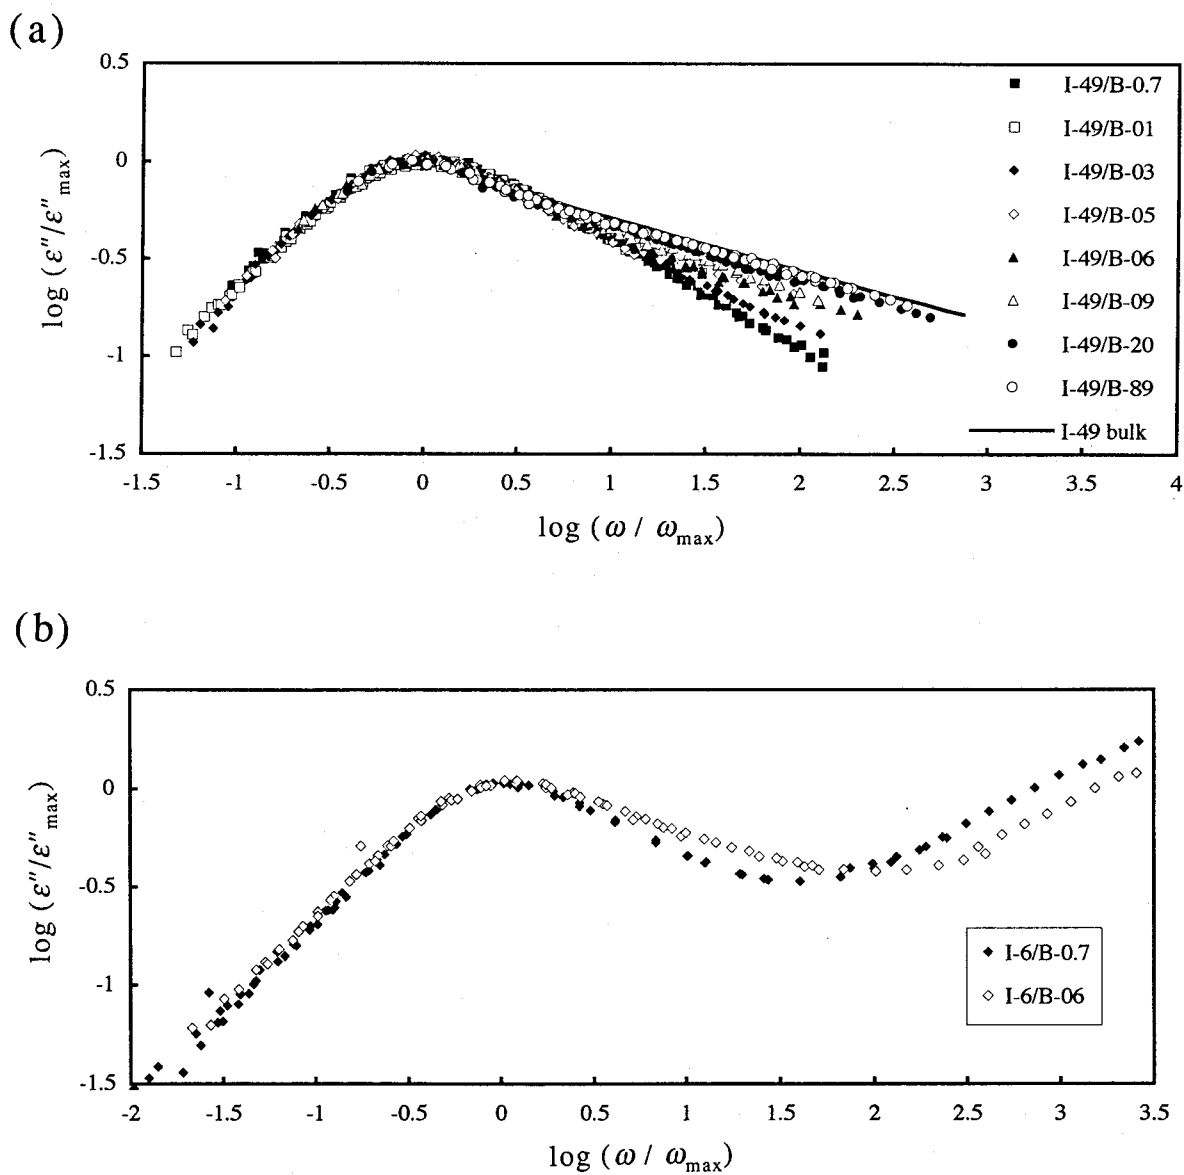 (a)
0.5
0
-0.5
-1
-1.5
log (ε″/ε″max)
-1.5 -1 -0.5 0 0.5 1 1.5 2 2.5 3 3.5 4
log (ω / ωmax)
I-49/B-0.7
I-49/B-01
I-49/B-03
I-49/B-05
I-49/B-06
I-49/B-09
I-49/B-20
I-49/B-89
I-49 bulk
(b)
0.5
0
-0.5
-1
-1.5
log (ε″/ε″max)
-2 -1.5 -1 -0.5 0 0.5 1 1.5 2 2.5 3 3.5
log (ω / ωmax)
I-6/B-0.7
I-6/B-06